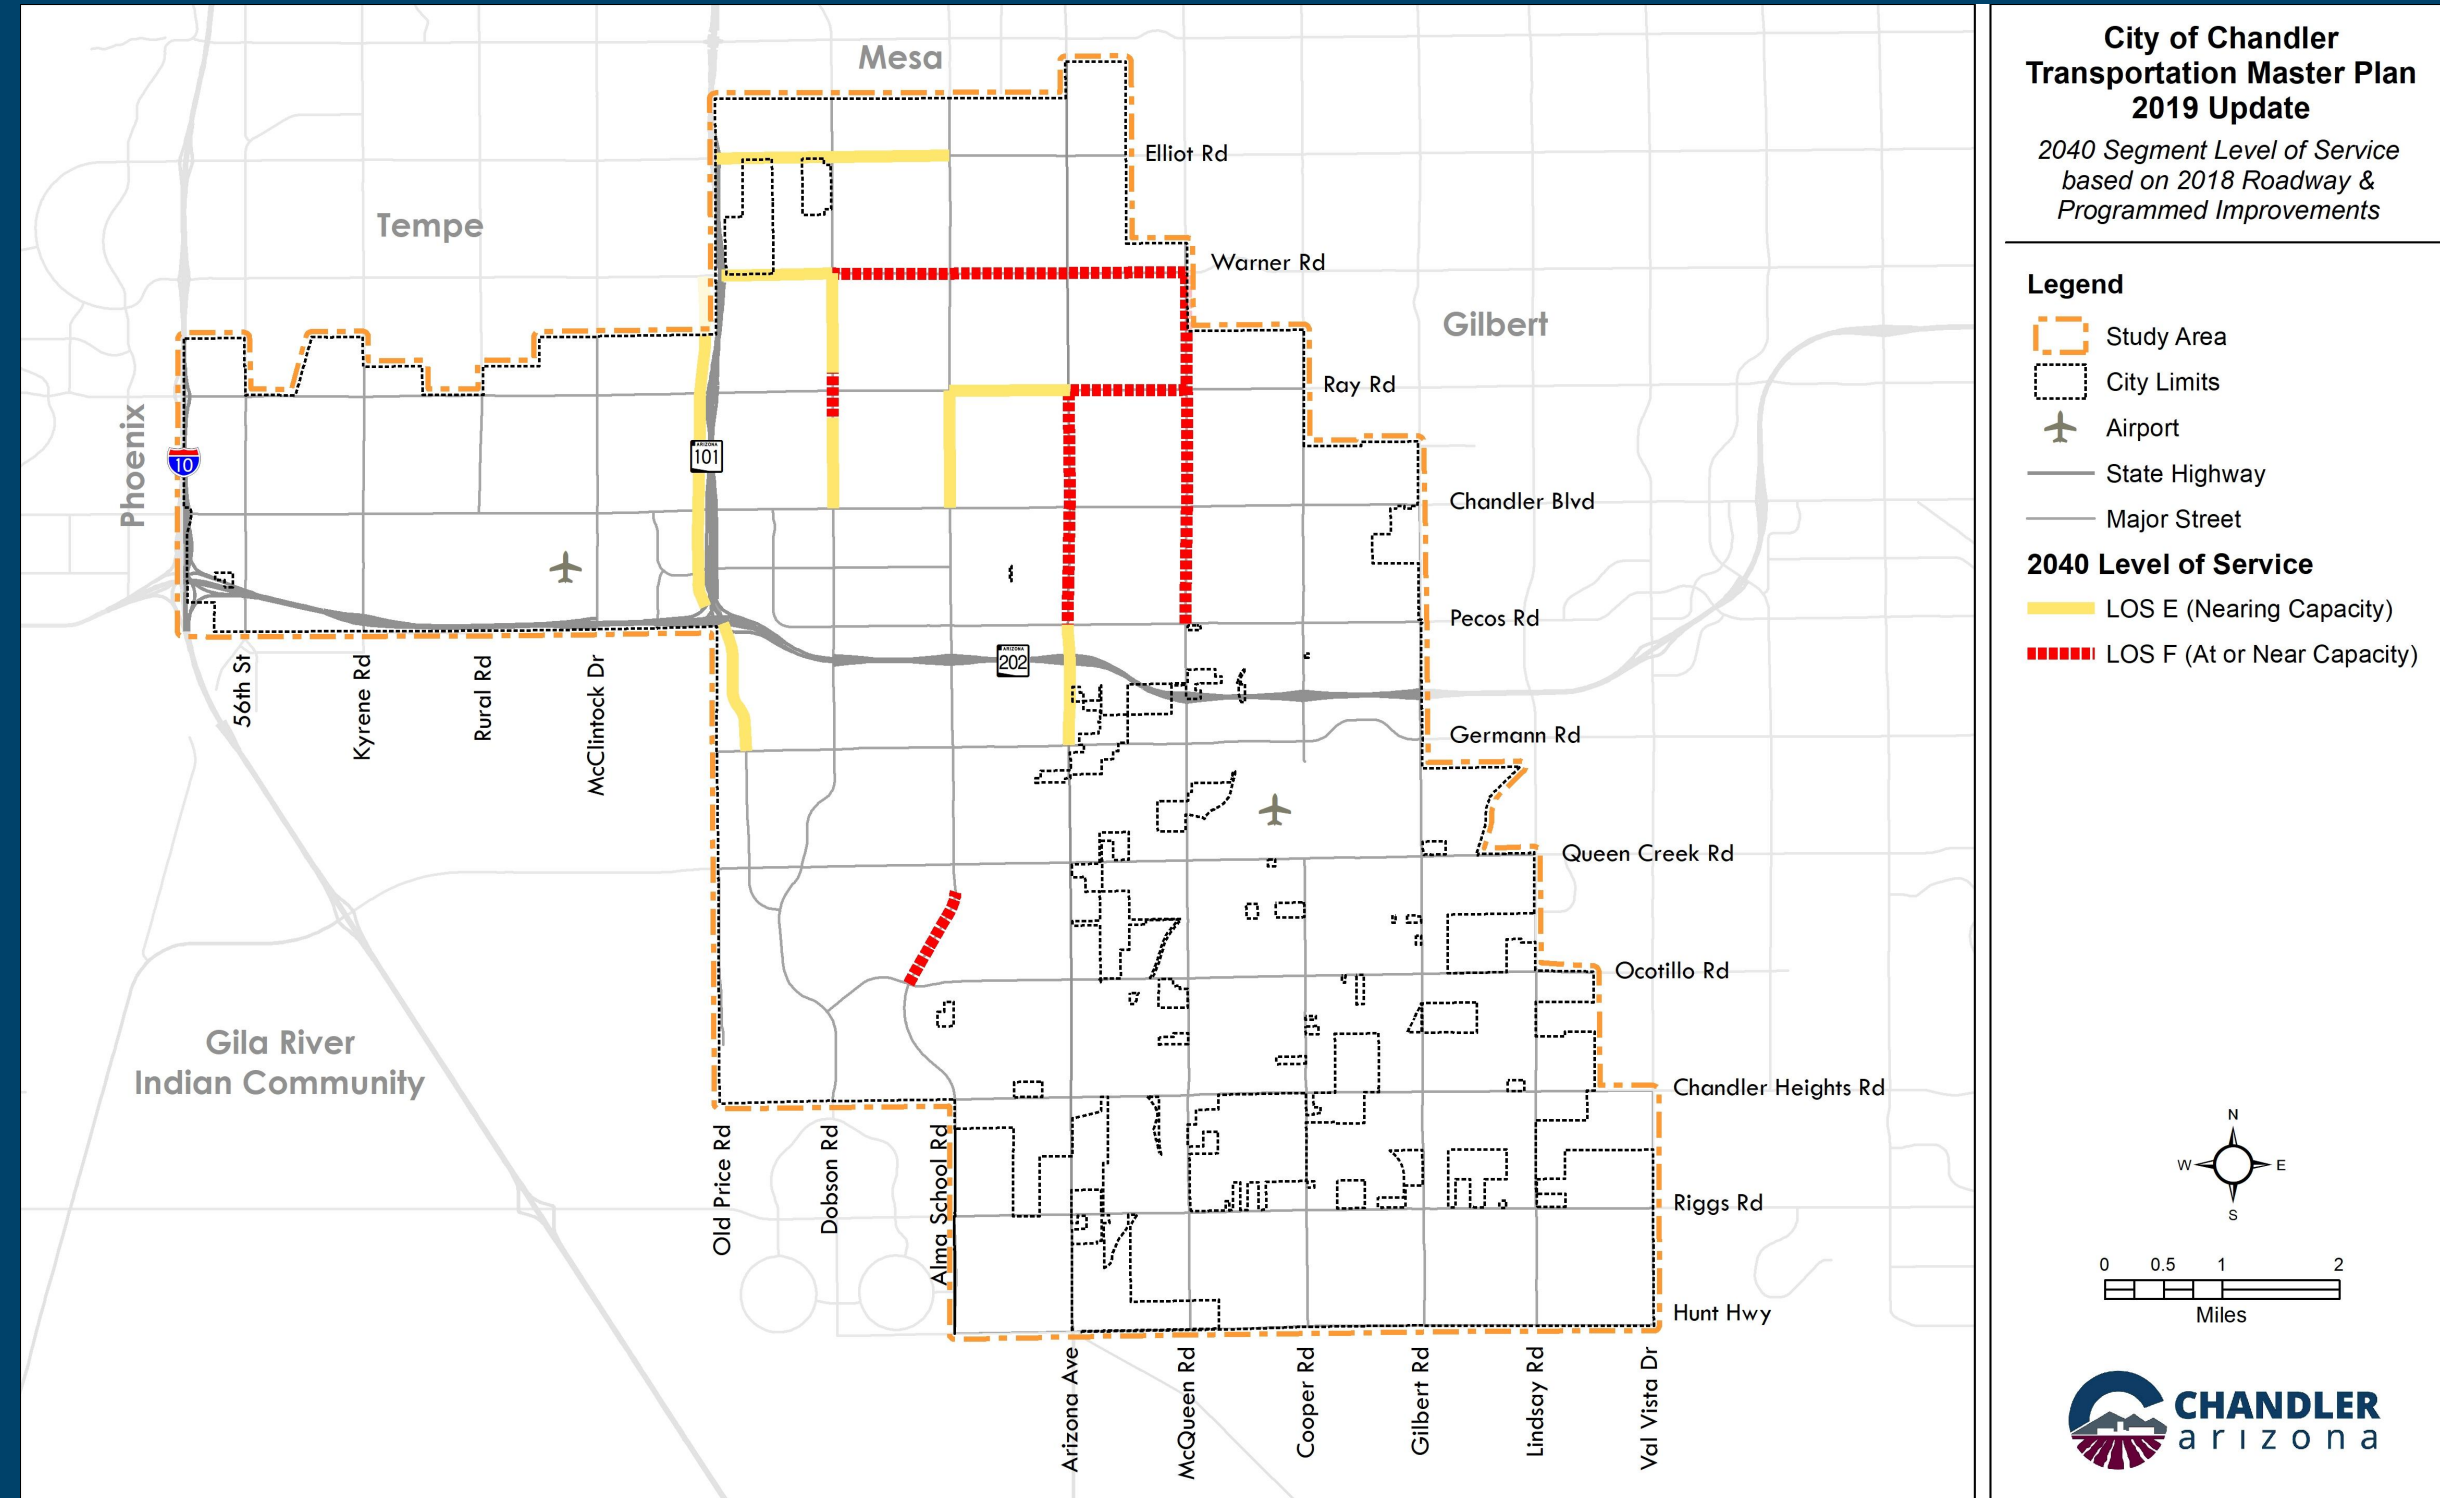 Mesa
Tempe
Gilbert
Phoenix
Gila River
Indian Community
10
ARIZONA
101
ARIZONA
202
Elliot Rd
Warner Rd
Ray Rd
Chandler Blvd
Pecos Rd
Germann Rd
Queen Creek Rd
Ocotillo Rd
Chandler Heights Rd
Riggs Rd
Hunt Hwy
56th St
Kyrene Rd
Rural Rd
McClintock Dr
Old Price Rd
Dobson Rd
Alma School Rd
Arizona Ave
McQueen Rd
Cooper Rd
Gilbert Rd
Lindsay Rd
Val Vista Dr
City of Chandler
Transportation Master Plan
2019 Update
2040 Segment Level of Service
based on 2018 Roadway &
Programmed Improvements
Legend
Study Area
City Limits
Airport
State Highway
Major Street
2040 Level of Service
LOS E (Nearing Capacity)
LOS F (At or Near Capacity)
N
W E
S
0 0.5 1 2
Miles
CHANDLER
arizona